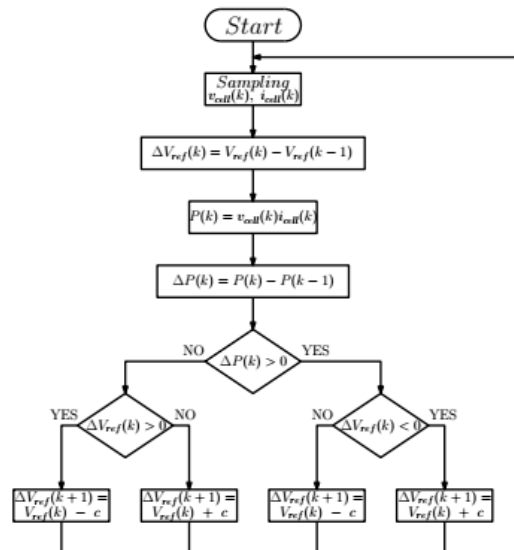 Start
Sampling
v_cell(k), i_cell(k)
ΔV_ref(k) = V_ref(k) − V_ref(k − 1)
P(k) = v_cell(k)i_cell(k)
ΔP(k) = P(k) − P(k − 1)
NO
YES
ΔP(k) > 0
YES
NO
NO
YES
ΔV_ref(k) > 0
ΔV_ref(k) < 0
ΔV_ref(k + 1) =
V_ref(k) − c
ΔV_ref(k + 1) =
V_ref(k) + c
ΔV_ref(k + 1) =
V_ref(k) − c
ΔV_ref(k + 1) =
V_ref(k) + c